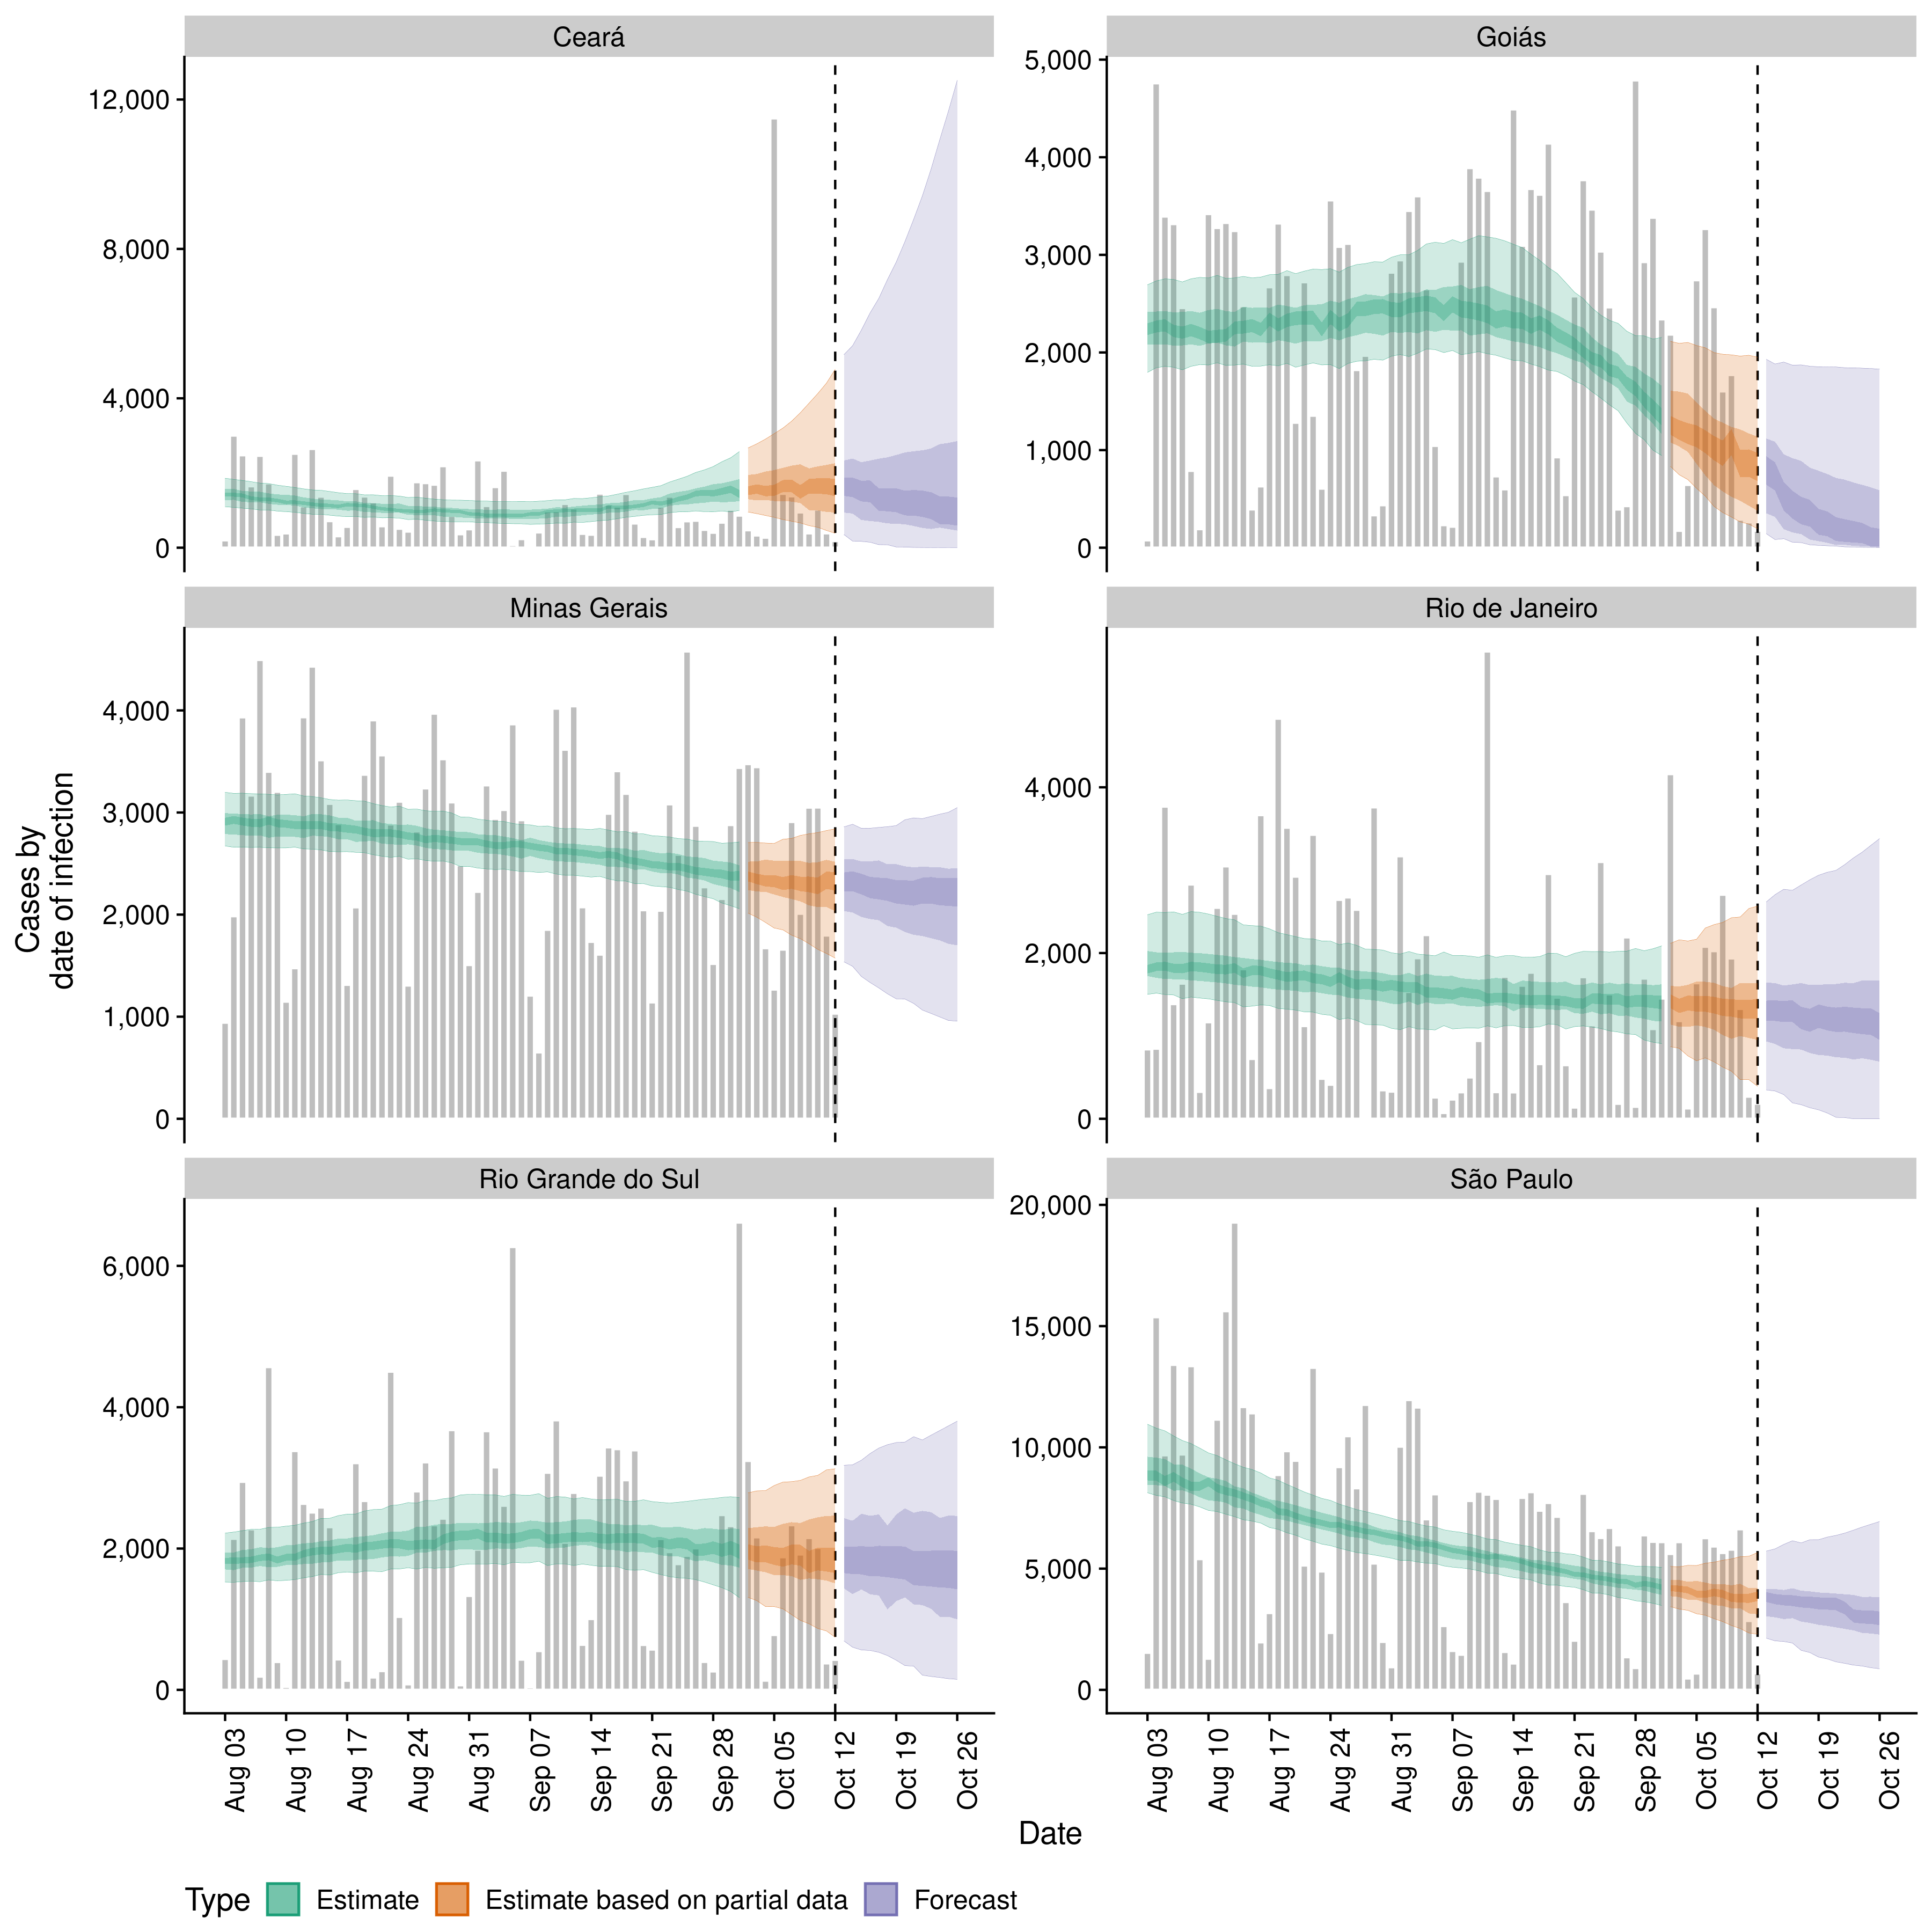 Ceará
Goiás
12,000
8,000
4,000
0
5,000
4,000
3,000
2,000
1,000
0
Minas Gerais
Rio de Janeiro
4,000
3,000
2,000
1,000
0
4,000
2,000
0
Cases by
date of infection
Rio Grande do Sul
São Paulo
6,000
4,000
2,000
0
20,000
15,000
10,000
5,000
0
Aug 03
Aug 10
Aug 17
Aug 24
Aug 31
Sep 07
Sep 14
Sep 21
Sep 28
Oct 05
Oct 12
Oct 19
Oct 26
Aug 03
Aug 10
Aug 17
Aug 24
Aug 31
Sep 07
Sep 14
Sep 21
Sep 28
Oct 05
Oct 12
Oct 19
Oct 26
Date
Type Estimate Estimate based on partial data Forecast